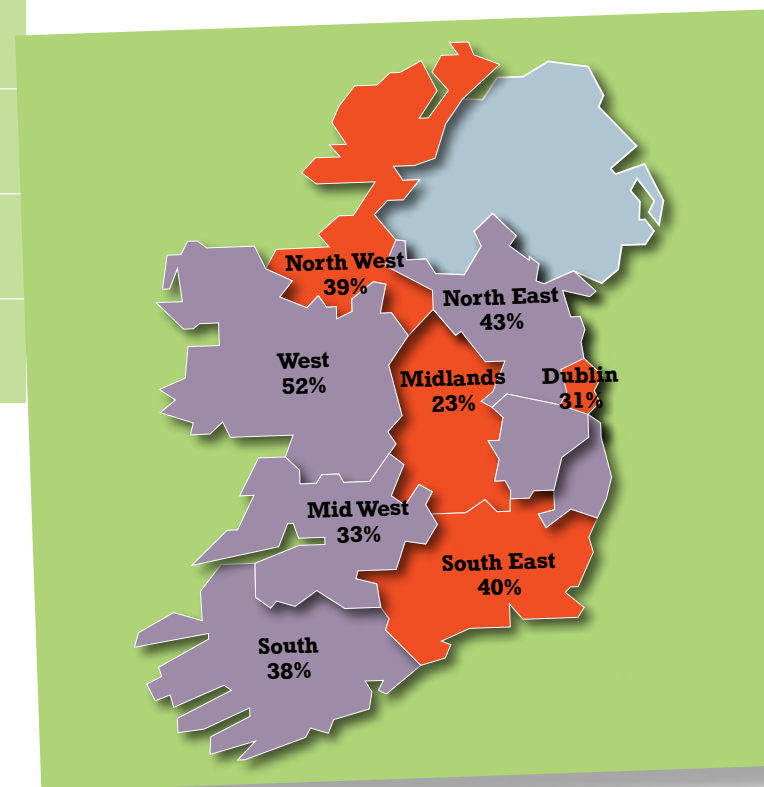 North West
39%
North East
43%
West
52%
Midlands
23%
Dublin
31%
Mid West
33%
South East
40%
South
38%